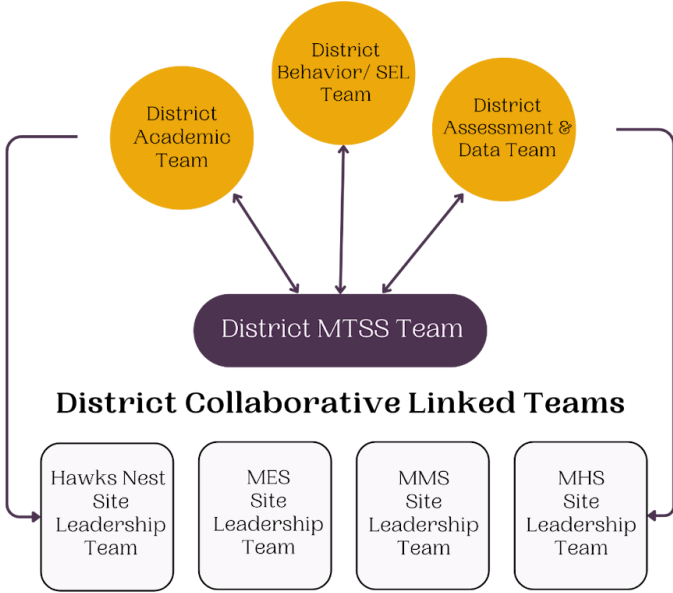 District
Behavior/ SEL
Team
District
Academic
Team
District
Assessment &
Data Team
District MTSS Team
District Collaborative Linked Teams
Hawks Nest
Site
Leadership
Team
MES
Site
Leadership
Team
MMS
Site
Leadership
Team
MHS
Site
Leadership
Team